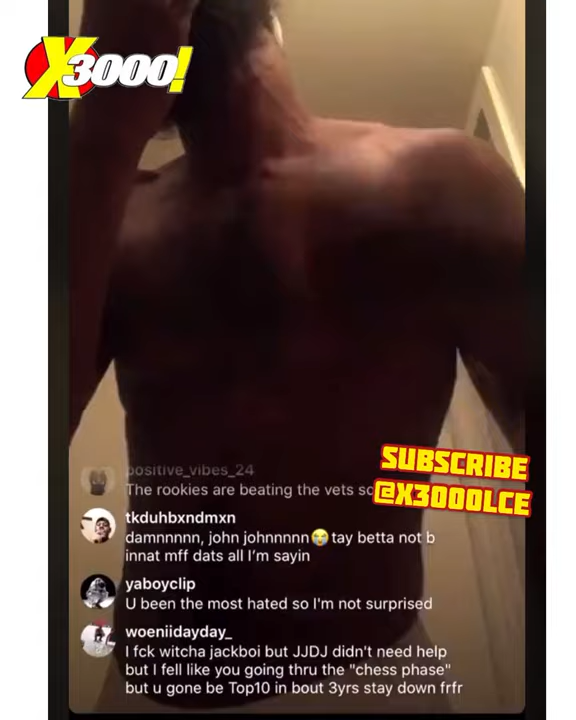 X3000!
positive_vibes_24
The rookies are beating the vets so
SUBSCRIBE
@X3000LCE
tkduhbxndmxn
damnnnnn, john johnnnnn😭 tay betta not b
innat mff dats all I'm sayin
yaboyclip
U been the most hated so I'm not surprised
woeniidayday_
I fck witcha jackboi but JJDJ didn't need help
but I fell like you going thru the "chess phase"
but u gone be Top10 in bout 3yrs stay down frfr